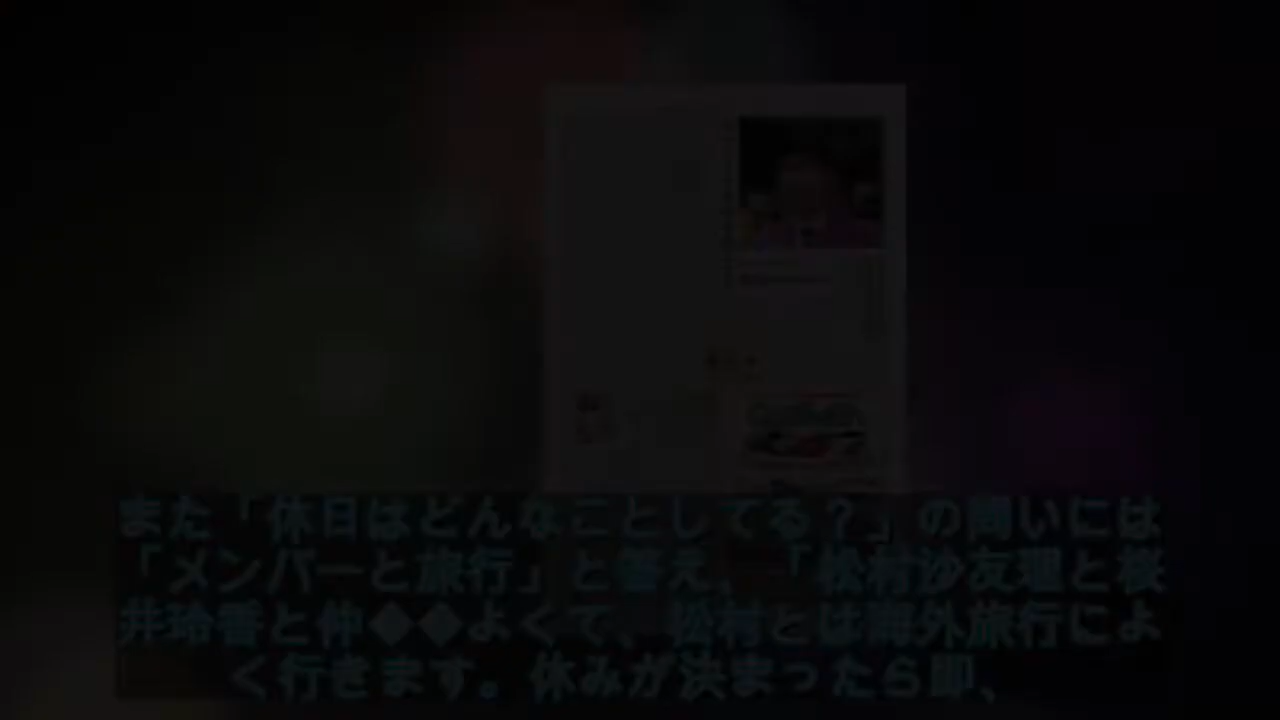 また「休日はどんなことしてる？」の問いには
「メンバーと旅行」と答え、「松村沙友理と桜
井玲香と仲��よくて、松村とは海外旅行によ
く行きます。休みが決まったら即、